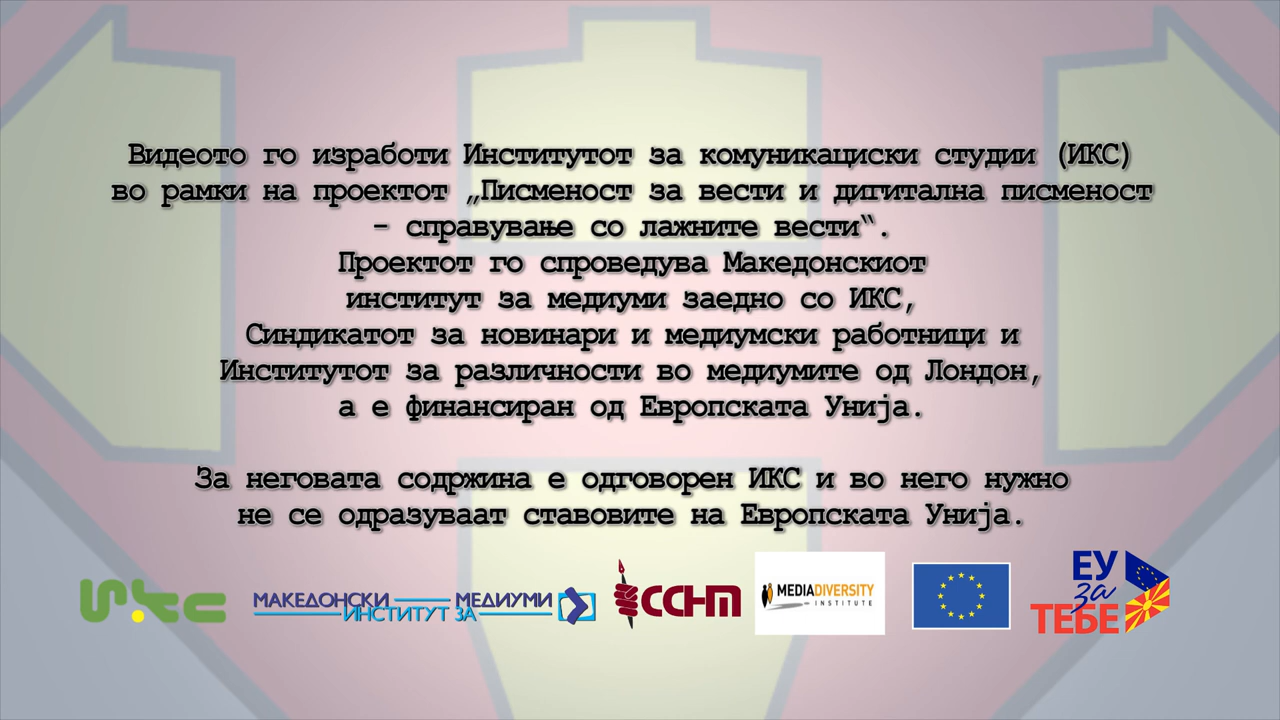 Видеото го изработи Институтот за комуникациски студии (ИКС)
во рамки на проектот „Писменост за вести и дигитална писменост
- справување со лажните вести“.
Проектот го спроведува Македонскиот
институт за медиуми заедно со ИКС,
Синдикатот за новинари и медиумски работници и
Институтот за различности во медиумите од Лондон,
а е финансиран од Европската Унија.
За неговата содржина е одговорен ИКС и во него нужно
не се одразуваат ставовите на Европската Унија.
икс
МАКЕДОНСКИ МЕДИУМИ
ИНСТИТУТ ЗА
ССНМ
MEDIADIVERSITY
INSTITUTE
ЕУ
за
ТЕБЕ